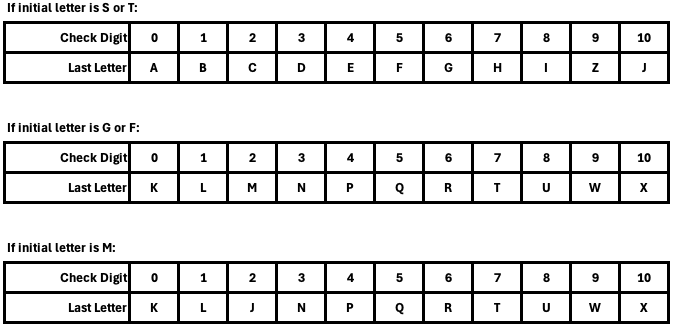 If initial letter is S or T:
Check Digit 0 1 2 3 4 5 6 7 8 9 10
Last Letter A B C D E F G H I Z J
If initial letter is G or F:
Check Digit 0 1 2 3 4 5 6 7 8 9 10
Last Letter K L M N P Q R T U W X
If initial letter is M:
Check Digit 0 1 2 3 4 5 6 7 8 9 10
Last Letter K L J N P Q R T U W X